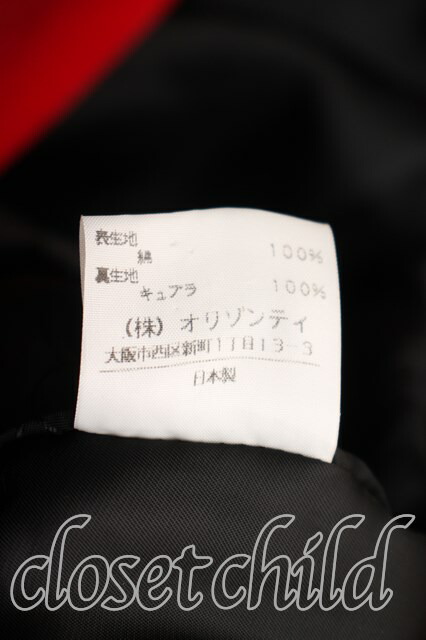 表生地
綿 100%
裏生地
キュプラ 100%
(株) オリゾンティ
大阪市西区新町1丁目13-3
日本製
closet child